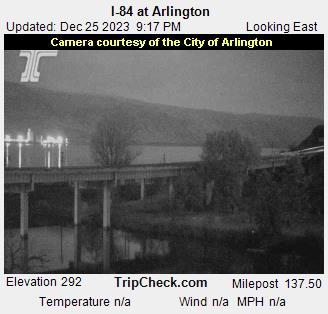 I-84 at Arlington
Updated: Dec 25 2023 9:17 PM Looking East
Camera courtesy of the City of Arlington
Elevation 292 TripCheck.com Milepost 137.50
Temperature n/a Wind n/a MPH n/a